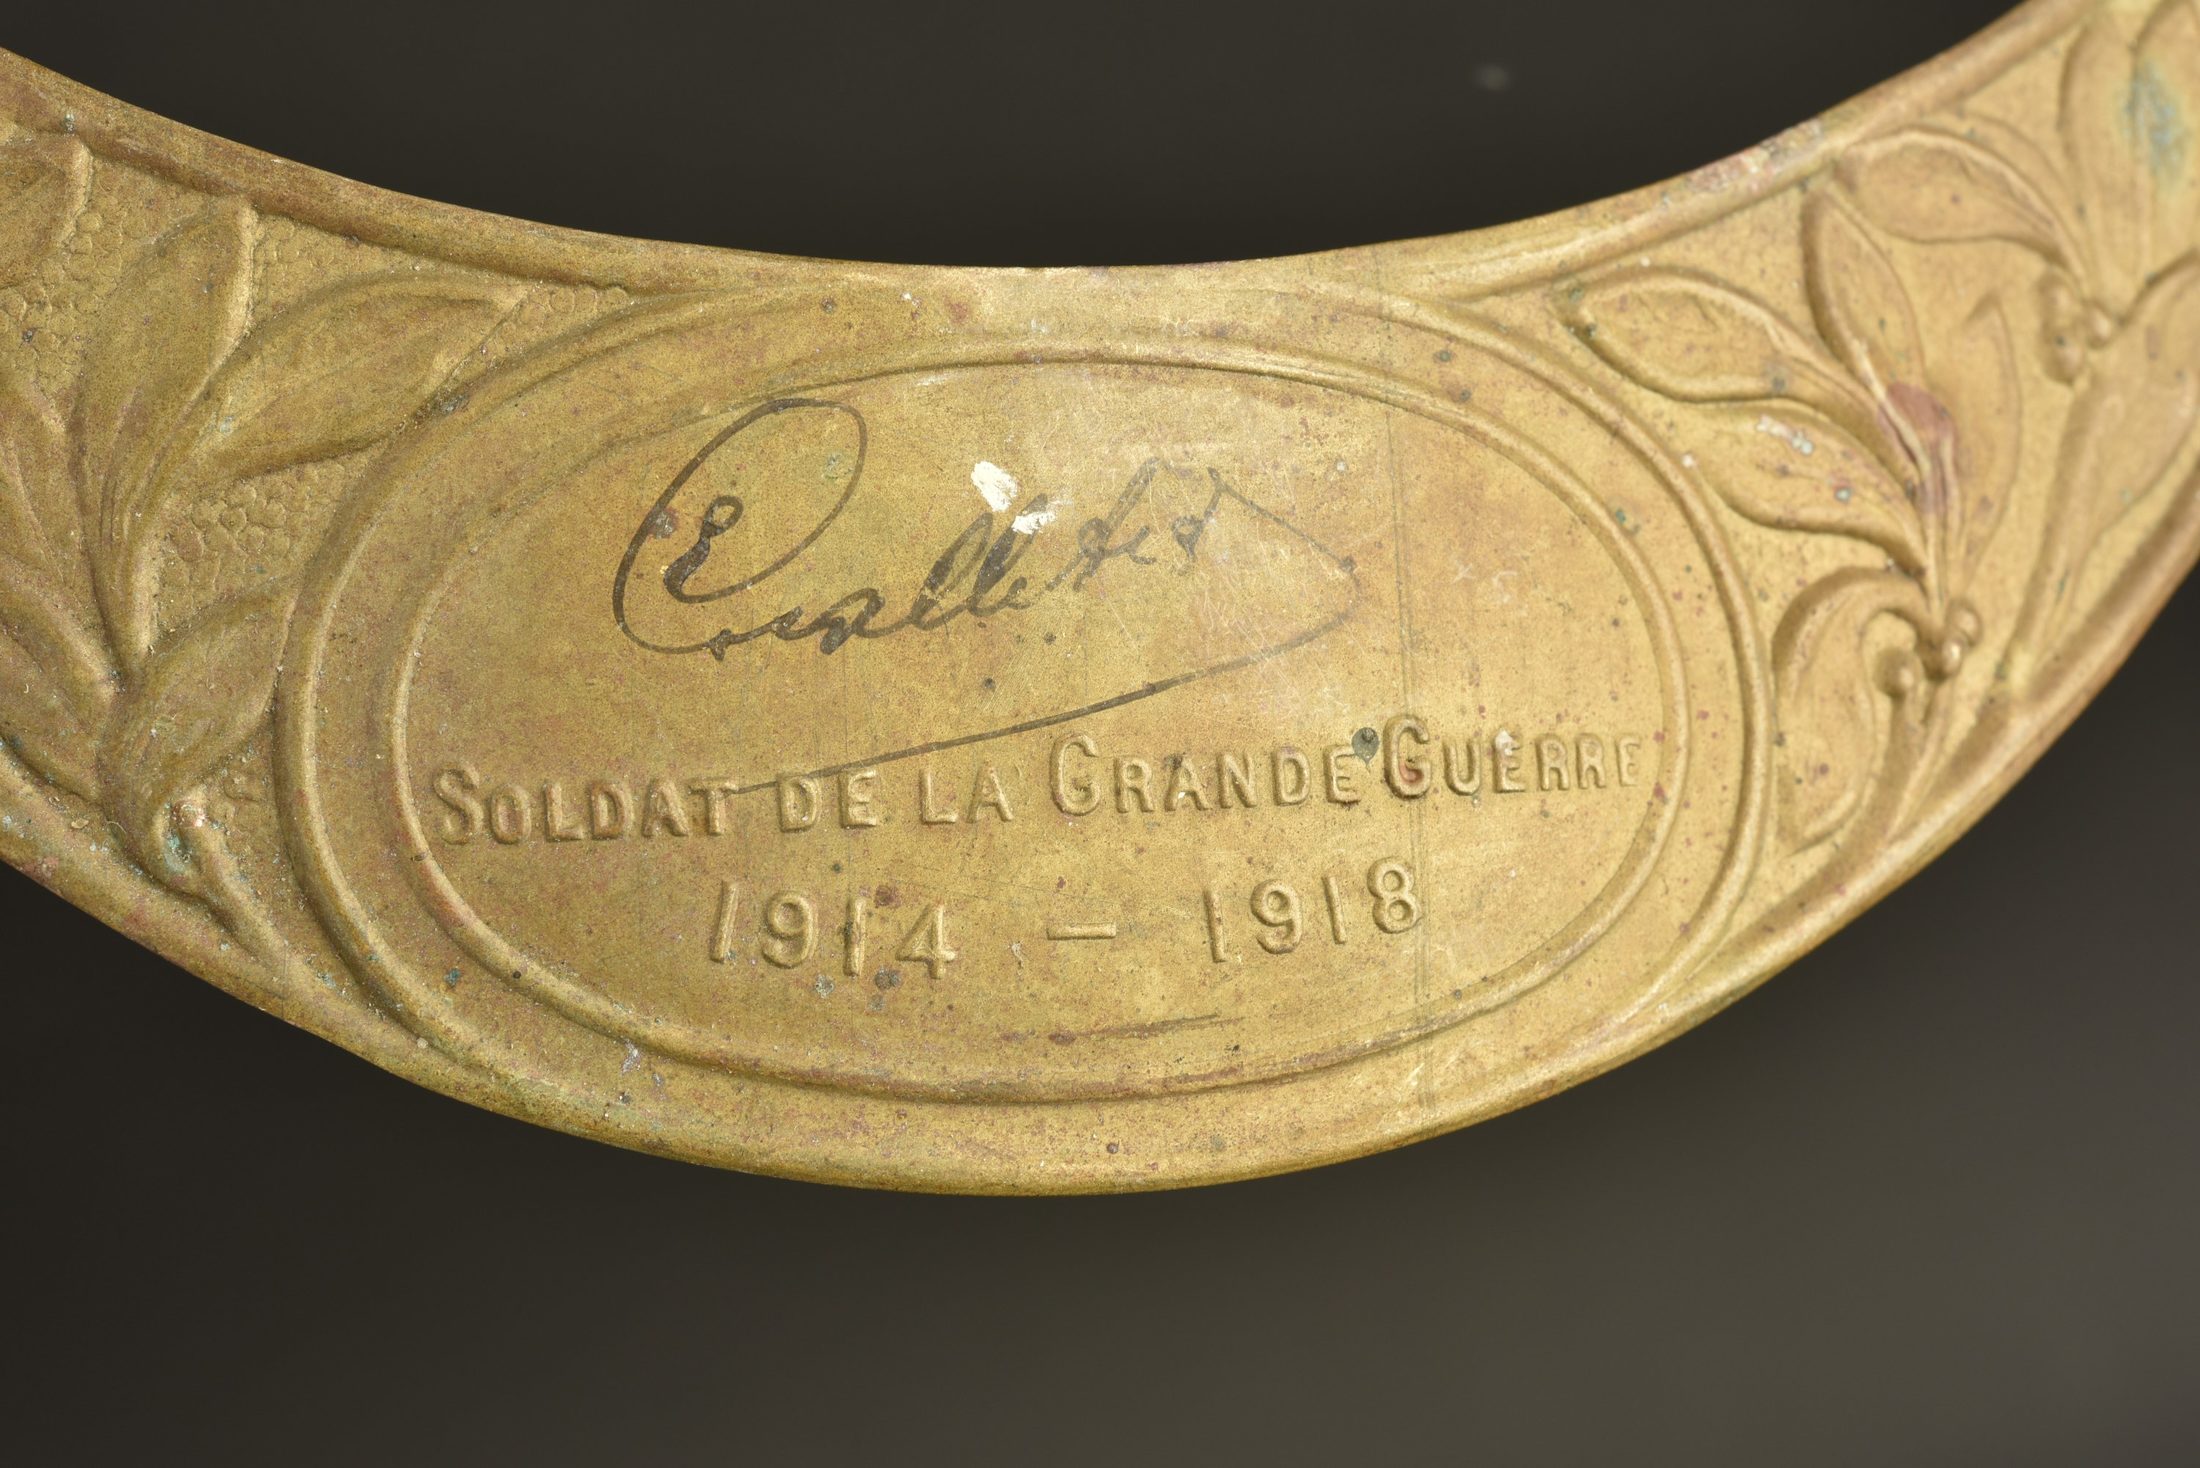 SOLDAT DE LA GRANDE GUERRE
1914 – 1918